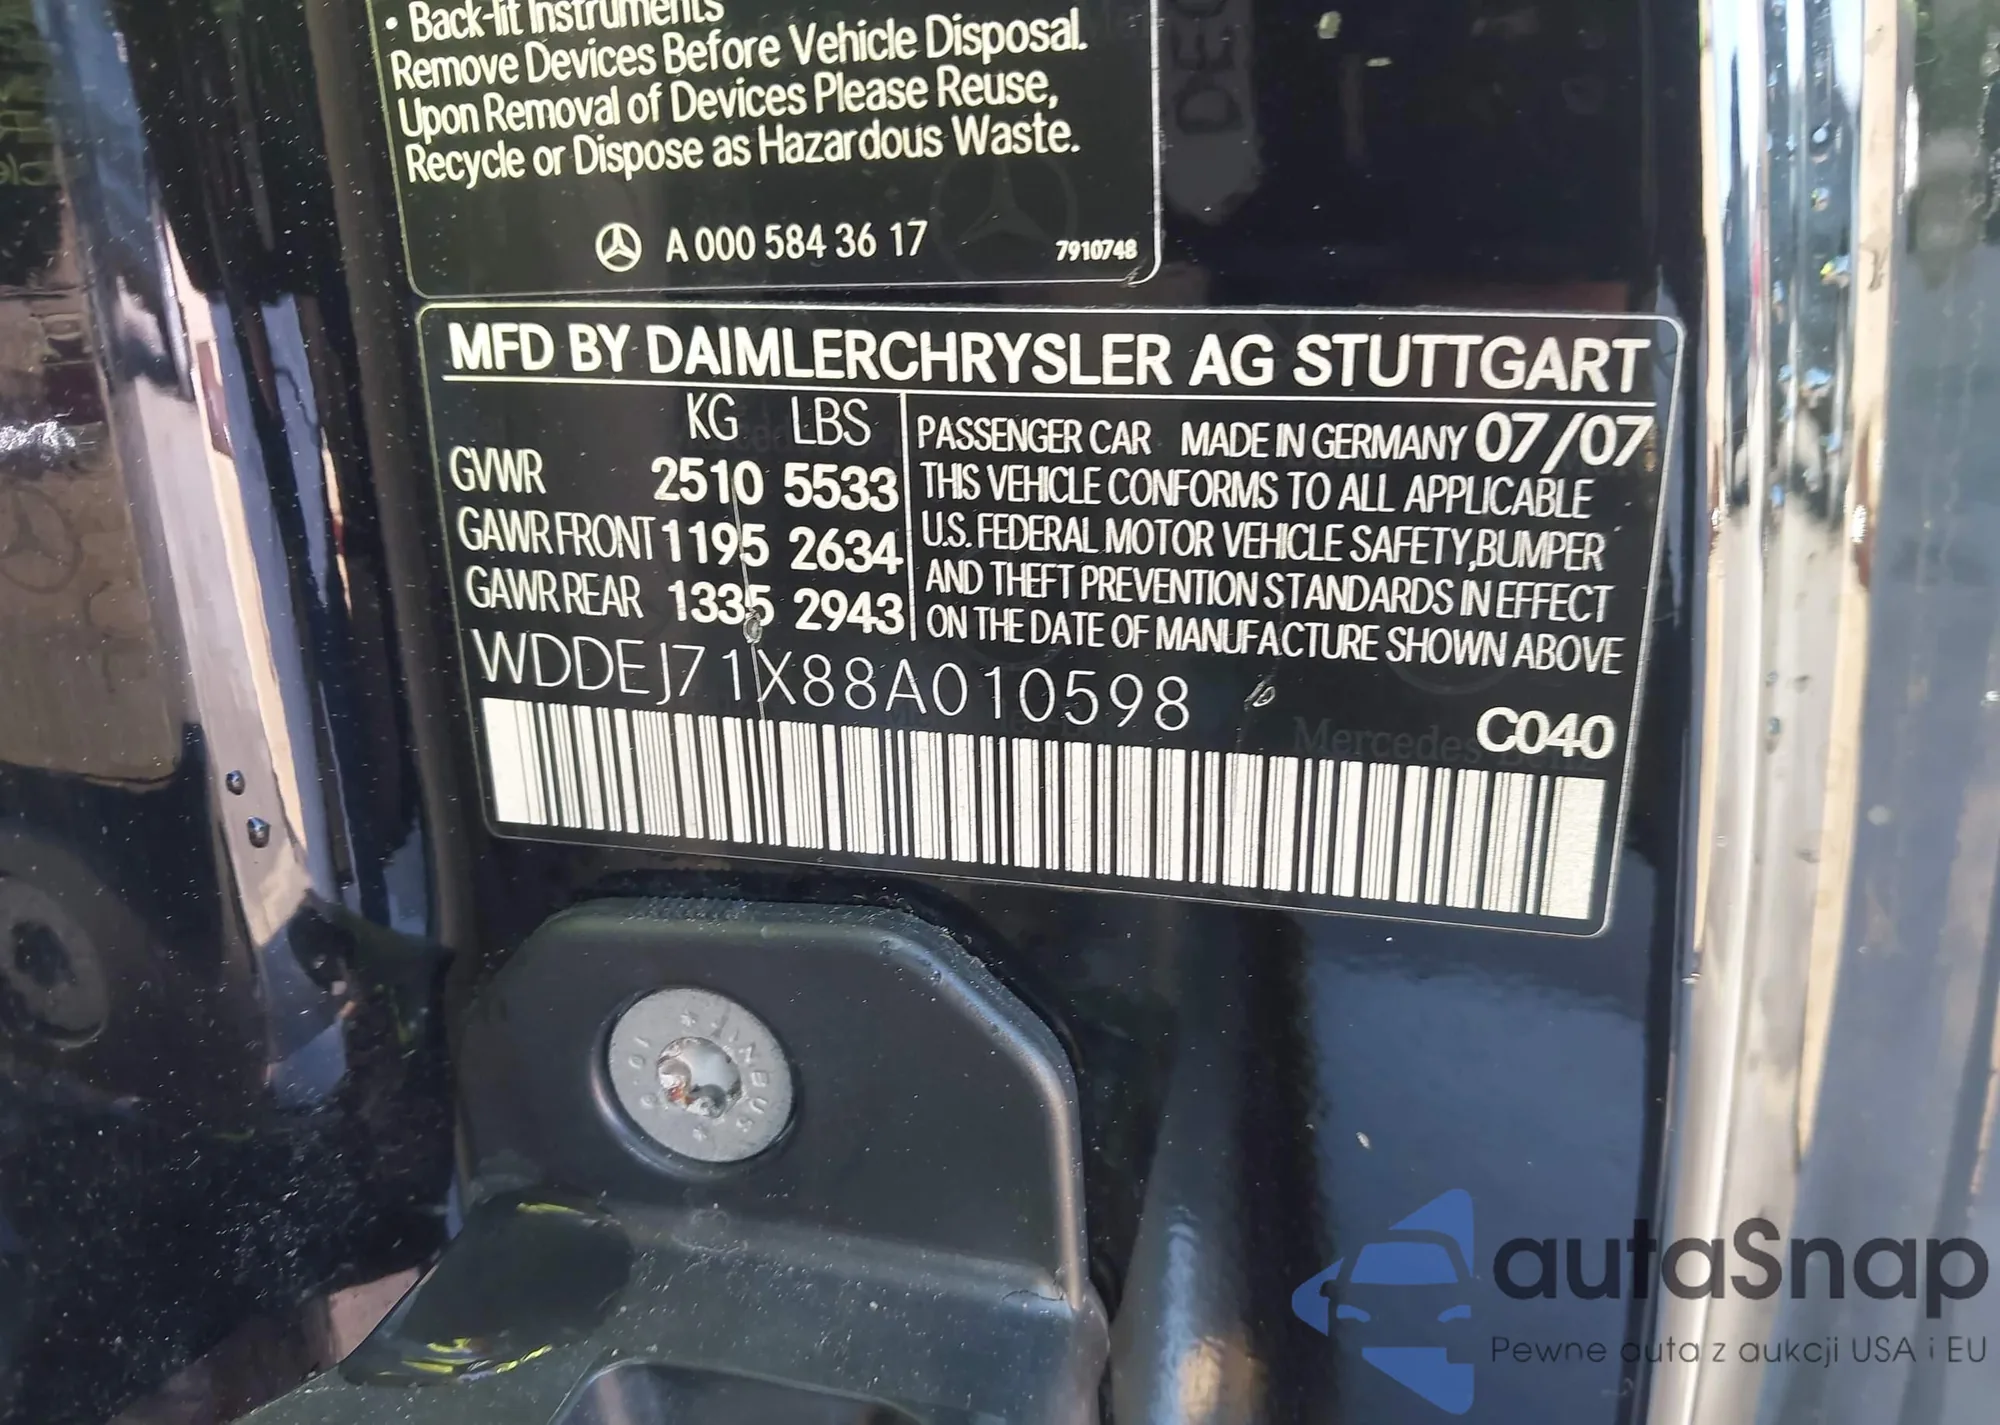 • Back-lit Instruments
Remove Devices Before Vehicle Disposal.
Upon Removal of Devices Please Reuse,
Recycle or Dispose as Hazardous Waste.
A 000 584 36 17
7910748
MFD BY DAIMLERCHRYSLER AG STUTTGART
KG LBS
GVWR 2510 5533
GAWR FRONT 1195 2634
GAWR REAR 1335 2943
PASSENGER CAR MADE IN GERMANY 07/07
THIS VEHICLE CONFORMS TO ALL APPLICABLE
U.S. FEDERAL MOTOR VEHICLE SAFETY, BUMPER
AND THEFT PREVENTION STANDARDS IN EFFECT
ON THE DATE OF MANUFACTURE SHOWN ABOVE
WDDEJ71X88A010598
C040
Mercedes-Benz
autaSnap
Pewne auta z aukcji USA i EU